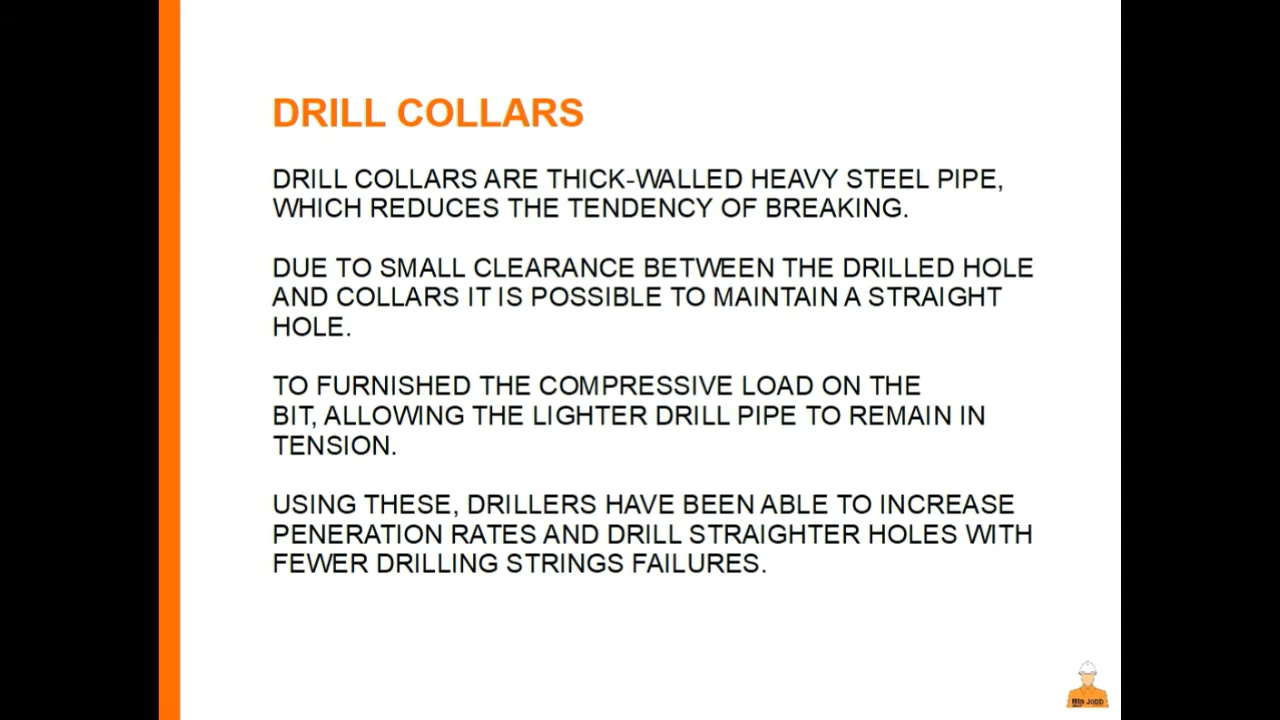 DRILL COLLARS
DRILL COLLARS ARE THICK-WALLED HEAVY STEEL PIPE,
WHICH REDUCES THE TENDENCY OF BREAKING.
DUE TO SMALL CLEARANCE BETWEEN THE DRILLED HOLE
AND COLLARS IT IS POSSIBLE TO MAINTAIN A STRAIGHT
HOLE.
TO FURNISHED THE COMPRESSIVE LOAD ON THE
BIT, ALLOWING THE LIGHTER DRILL PIPE TO REMAIN IN
TENSION.
USING THESE, DRILLERS HAVE BEEN ABLE TO INCREASE
PENERATION RATES AND DRILL STRAIGHTER HOLES WITH
FEWER DRILLING STRINGS FAILURES.